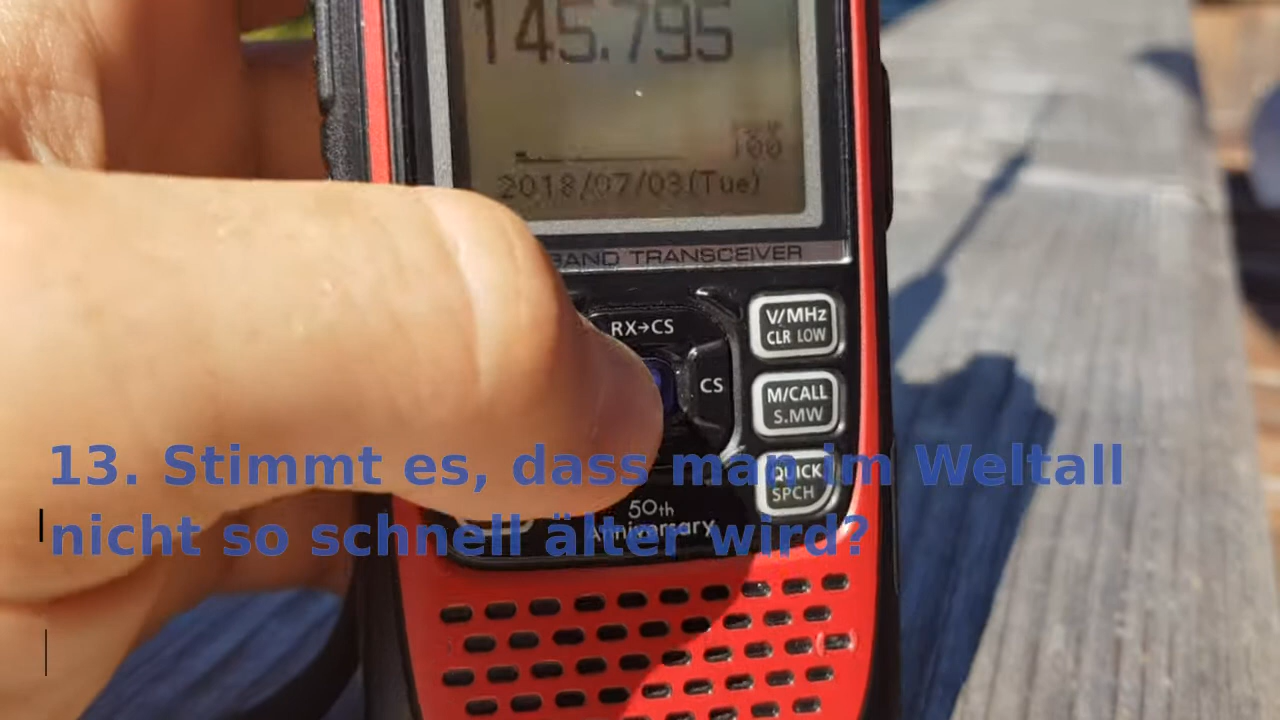 145.795
100
2018/07/03(Tue)
BAND TRANSCEIVER
RX→CS
V/MHz
CLR LOW
CS
M/CALL
S.MW
QUICK
SPCH
50th
Anniversary
13. Stimmt es, dass man im Weltall
nicht so schnell älter wird?